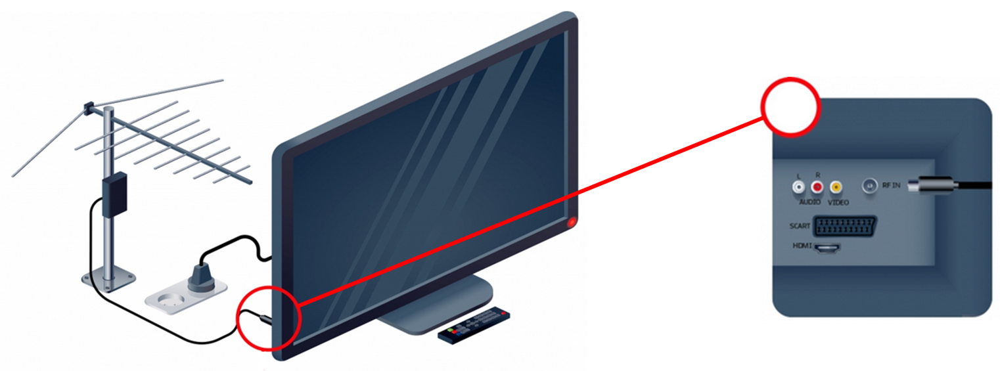 L R
AUDIO VIDEO
RF IN
SCART
HDMI